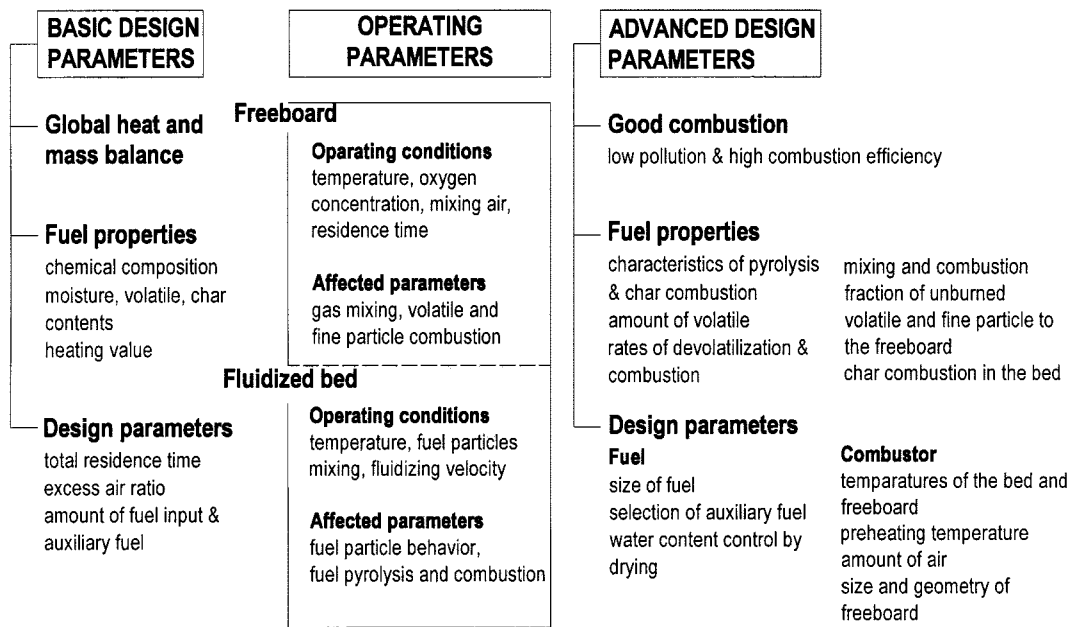 BASIC DESIGN
PARAMETERS
Global heat and
mass balance
Fuel properties
chemical composition
moisture, volatile, char
contents
heating value
Design parameters
total residence time
excess air ratio
amount of fuel input &
auxiliary fuel
OPERATING
PARAMETERS
Freeboard
Oparating conditions
temperature, oxygen
concentration, mixing air,
residence time
Affected parameters
gas mixing, volatile and
fine particle combustion
Fluidized bed
Operating conditions
temperature, fuel particles
mixing, fluidizing velocity
Affected parameters
fuel particle behavior,
fuel pyrolysis and combustion
ADVANCED DESIGN
PARAMETERS
Good combustion
low pollution & high combustion efficiency
Fuel properties
characteristics of pyrolysis
& char combustion
amount of volatile
rates of devolatilization &
combustion
mixing and combustion
fraction of unburned
volatile and fine particle to
the freeboard
char combustion in the bed
Design parameters
Fuel
size of fuel
selection of auxiliary fuel
water content control by
drying
Combustor
temparatures of the bed and
freeboard
preheating temperature
amount of air
size and geometry of
freeboard